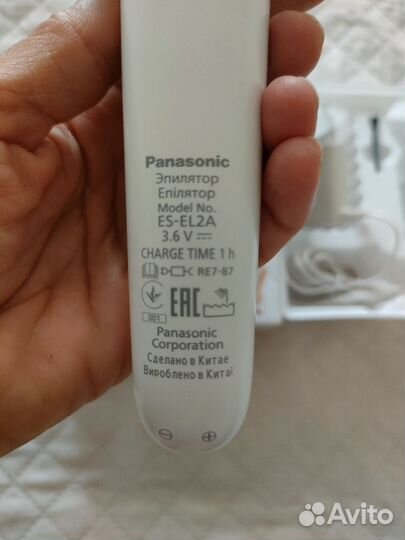 Panasonic
Эпилятор
Епілятор
Model No.
ES-EL2A
3.6 V
CHARGE TIME 1 h
RE7-87
001
EAC
Panasonic
Corporation
Сделано в Китае
Вироблено в Китаї
Avito